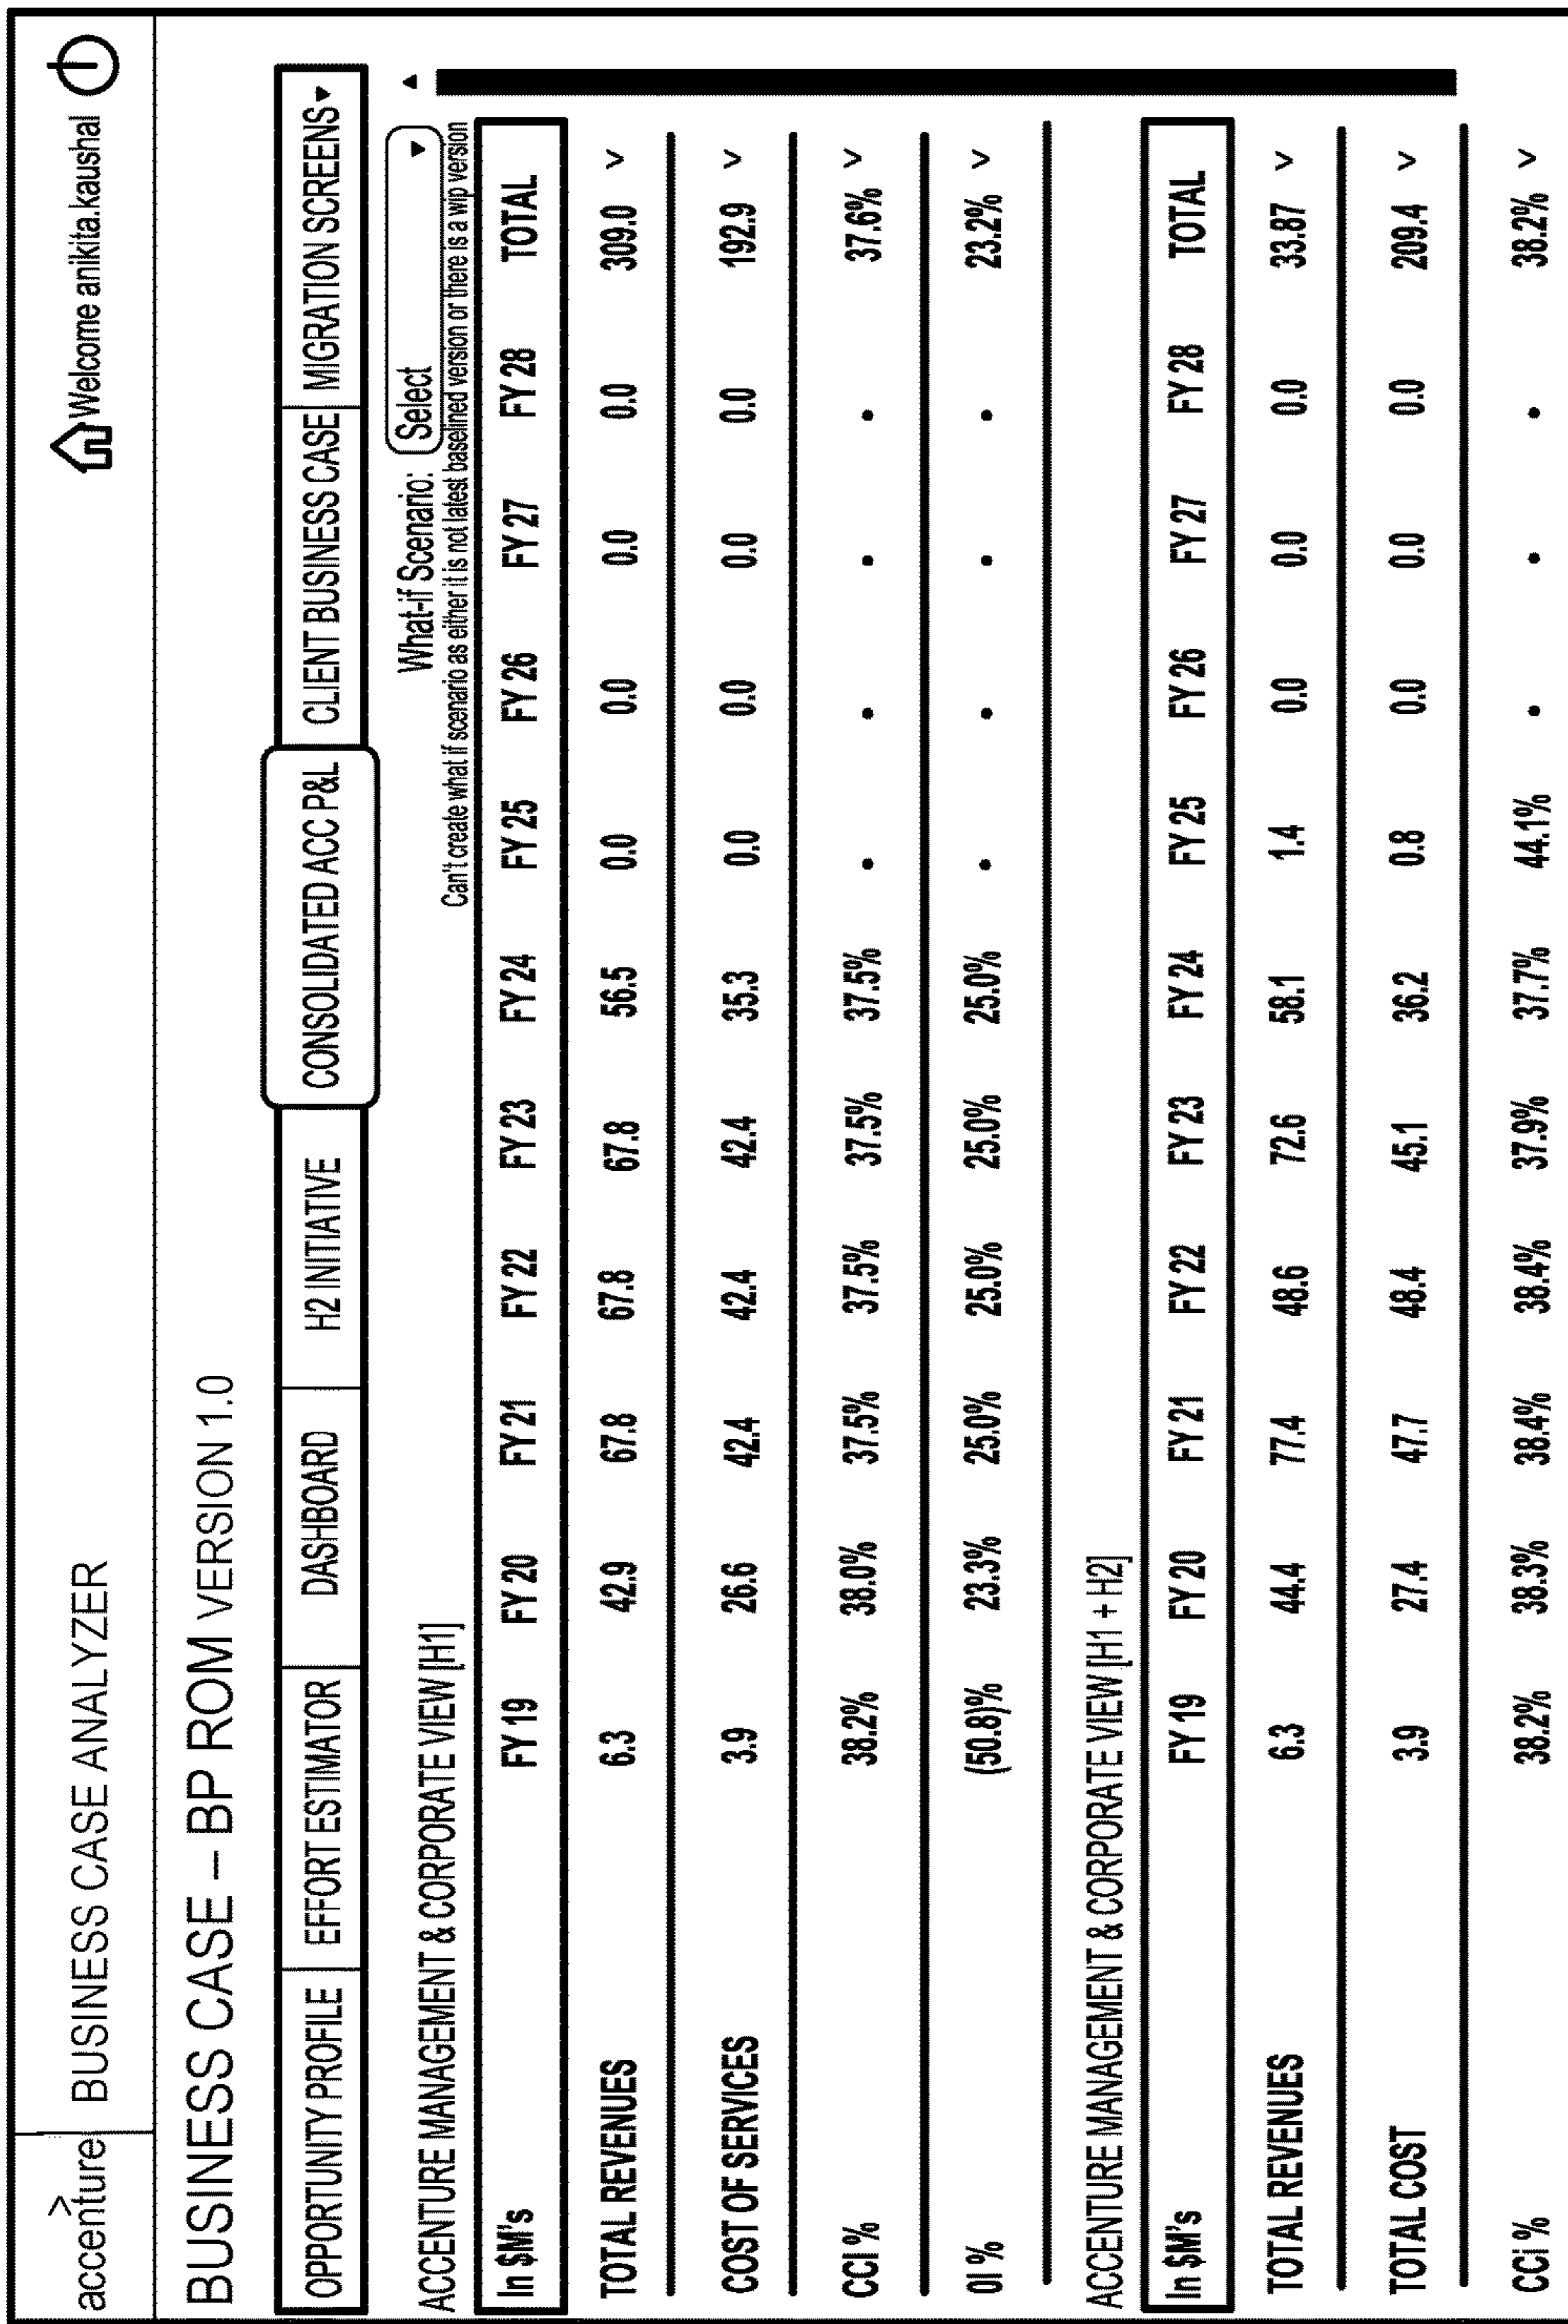 accenture BUSINESS CASE ANALYZER Welcome anikita.kaushal
BUSINESS CASE – BP ROM VERSION 1.0
OPPORTUNITY PROFILE EFFORT ESTIMATOR DASHBOARD H2 INITIATIVE CONSOLIDATED ACC P&L CLIENT BUSINESS CASE MIGRATION SCREENS
What-if Scenario: Select
Can't create what if scenario as either it is not latest baselined version or there is a wip version
ACCENTURE MANAGEMENT & CORPORATE VIEW [H1]
In $M's FY 19 FY 20 FY 21 FY 22 FY 23 FY 24 FY 25 FY 26 FY 27 FY 28 TOTAL
TOTAL REVENUES 6.3 42.9 67.8 67.8 67.8 56.5 0.0 0.0 0.0 0.0 309.0 >
COST OF SERVICES 3.9 26.6 42.4 42.4 42.4 35.3 0.0 0.0 0.0 0.0 192.9 >
CCI % 38.2% 38.0% 37.5% 37.5% 37.5% 37.5% . . . . 37.6% >
OI % (50.8)% 23.3% 25.0% 25.0% 25.0% 25.0% . . . . 23.2% >
ACCENTURE MANAGEMENT & CORPORATE VIEW [H1 + H2]
In $M's FY 19 FY 20 FY 21 FY 22 FY 23 FY 24 FY 25 FY 26 FY 27 FY 28 TOTAL
TOTAL REVENUES 6.3 44.4 77.4 48.6 72.6 58.1 1.4 0.0 0.0 0.0 33.87 >
TOTAL COST 3.9 27.4 47.7 48.4 45.1 36.2 0.8 0.0 0.0 0.0 209.4 >
CCi % 38.2% 38.3% 38.4% 38.4% 37.9% 37.7% 44.1% . . . 38.2% >